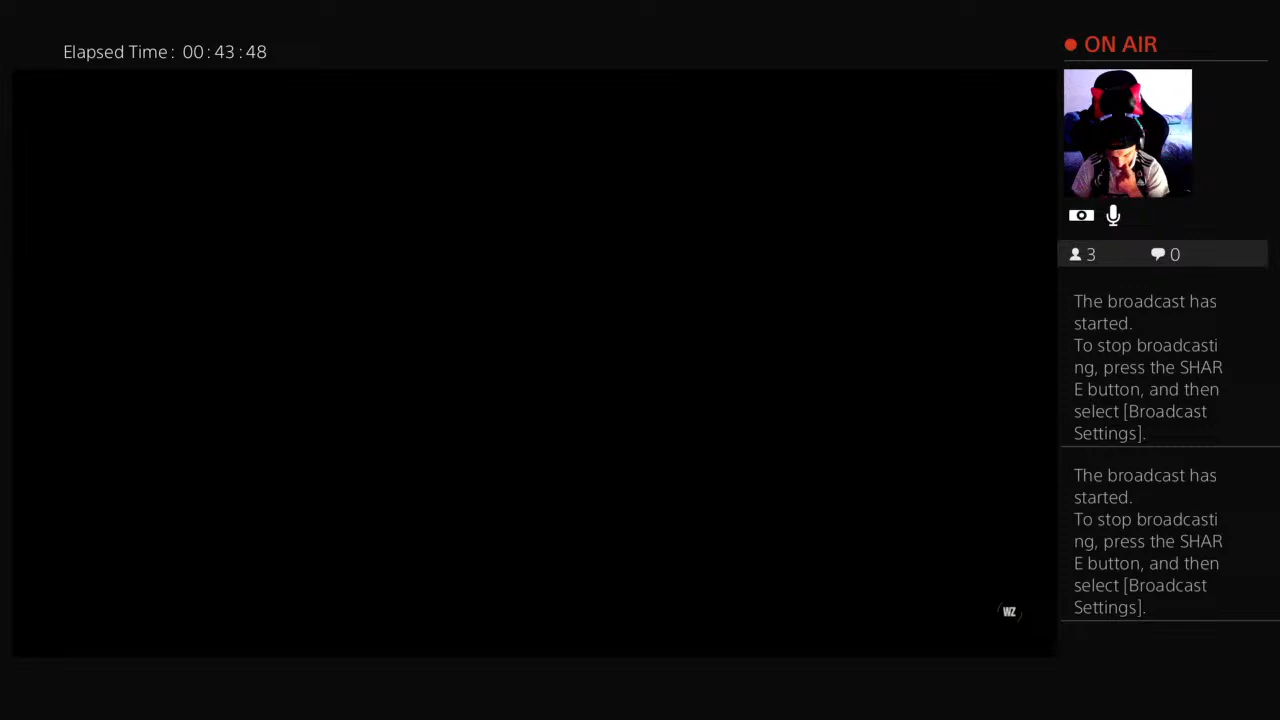 Elapsed Time: 00:43:48
ON AIR
3
0
The broadcast has
started.
To stop broadcasti
ng, press the SHAR
E button, and then
select [Broadcast
Settings].
The broadcast has
started.
To stop broadcasti
ng, press the SHAR
E button, and then
select [Broadcast
Settings].
WZ